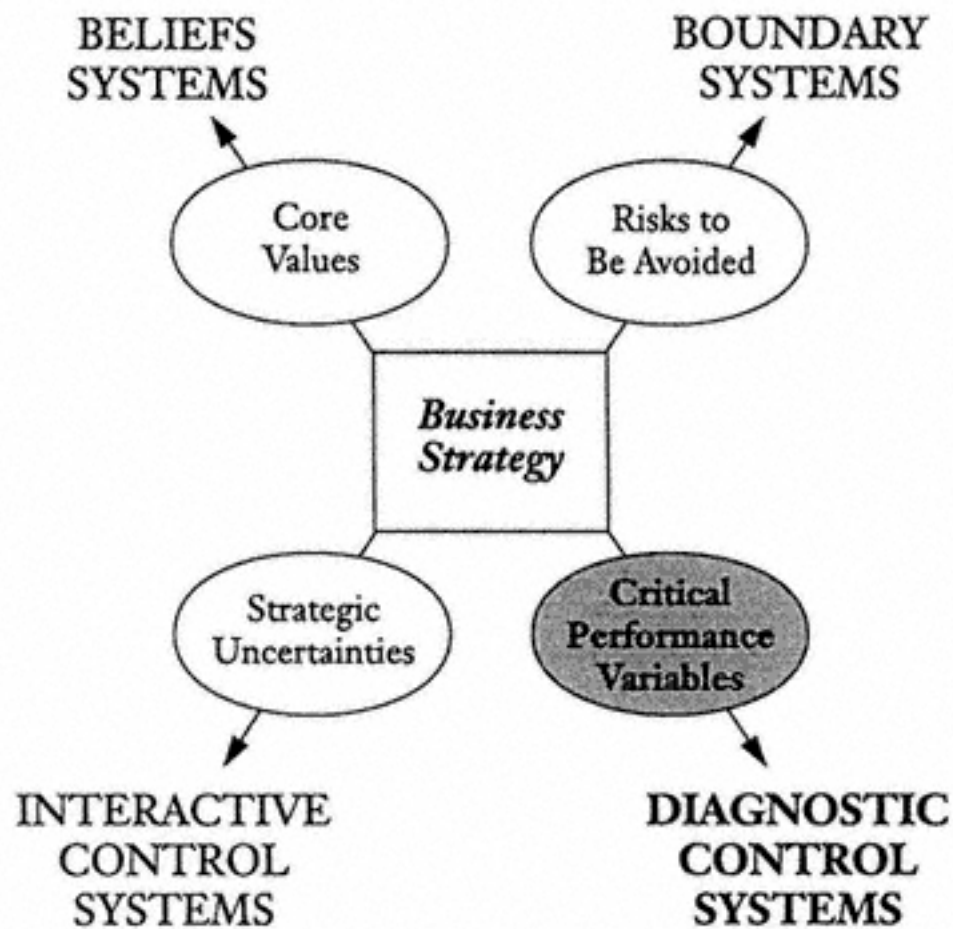 BELIEFS
SYSTEMS
BOUNDARY
SYSTEMS
Core
Values
Risks to
Be Avoided
Business
Strategy
Strategic
Uncertainties
Critical
Performance
Variables
INTERACTIVE
CONTROL
SYSTEMS
DIAGNOSTIC
CONTROL
SYSTEMS